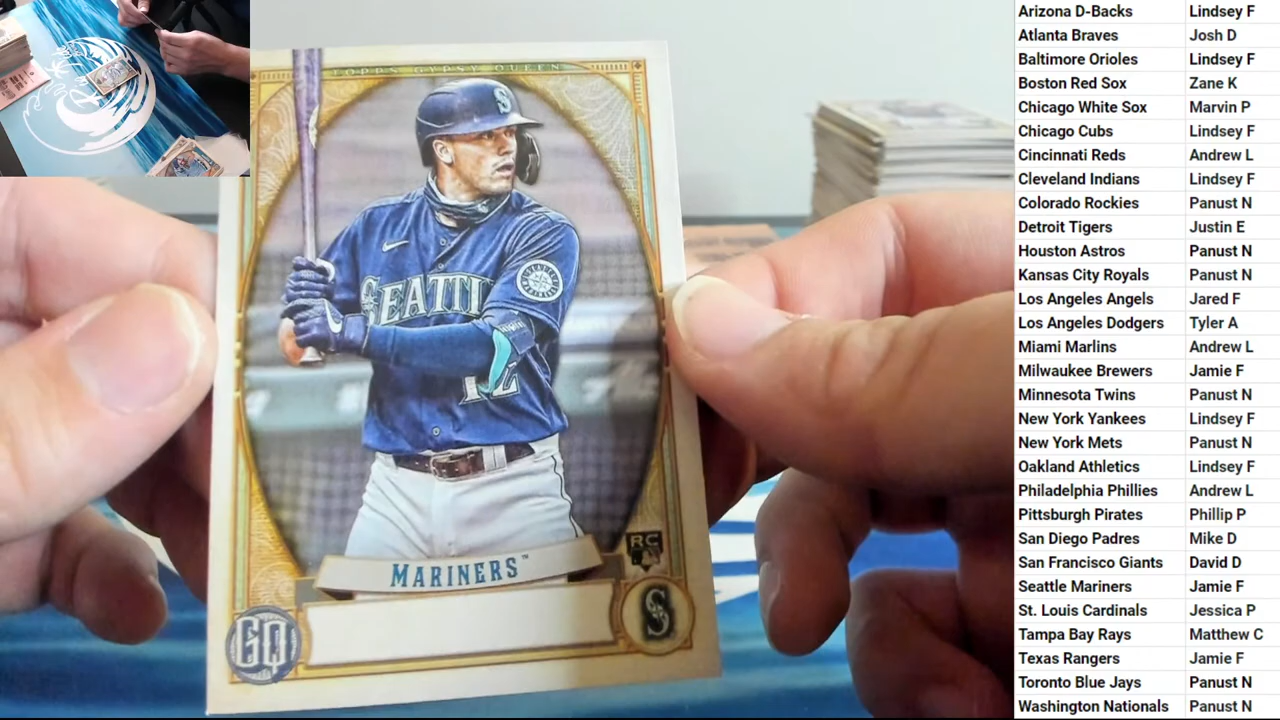 TOPPS GYPSY QUEEN
S
SEATTL
12
RC
MARINERS™
GQ
S
Arizona D-Backs Lindsey F
Atlanta Braves Josh D
Baltimore Orioles Lindsey F
Boston Red Sox Zane K
Chicago White Sox Marvin P
Chicago Cubs Lindsey F
Cincinnati Reds Andrew L
Cleveland Indians Lindsey F
Colorado Rockies Panust N
Detroit Tigers Justin E
Houston Astros Panust N
Kansas City Royals Panust N
Los Angeles Angels Jared F
Los Angeles Dodgers Tyler A
Miami Marlins Andrew L
Milwaukee Brewers Jamie F
Minnesota Twins Panust N
New York Yankees Lindsey F
New York Mets Panust N
Oakland Athletics Lindsey F
Philadelphia Phillies Andrew L
Pittsburgh Pirates Phillip P
San Diego Padres Mike D
San Francisco Giants David D
Seattle Mariners Jamie F
St. Louis Cardinals Jessica P
Tampa Bay Rays Matthew C
Texas Rangers Jamie F
Toronto Blue Jays Panust N
Washington Nationals Panust N